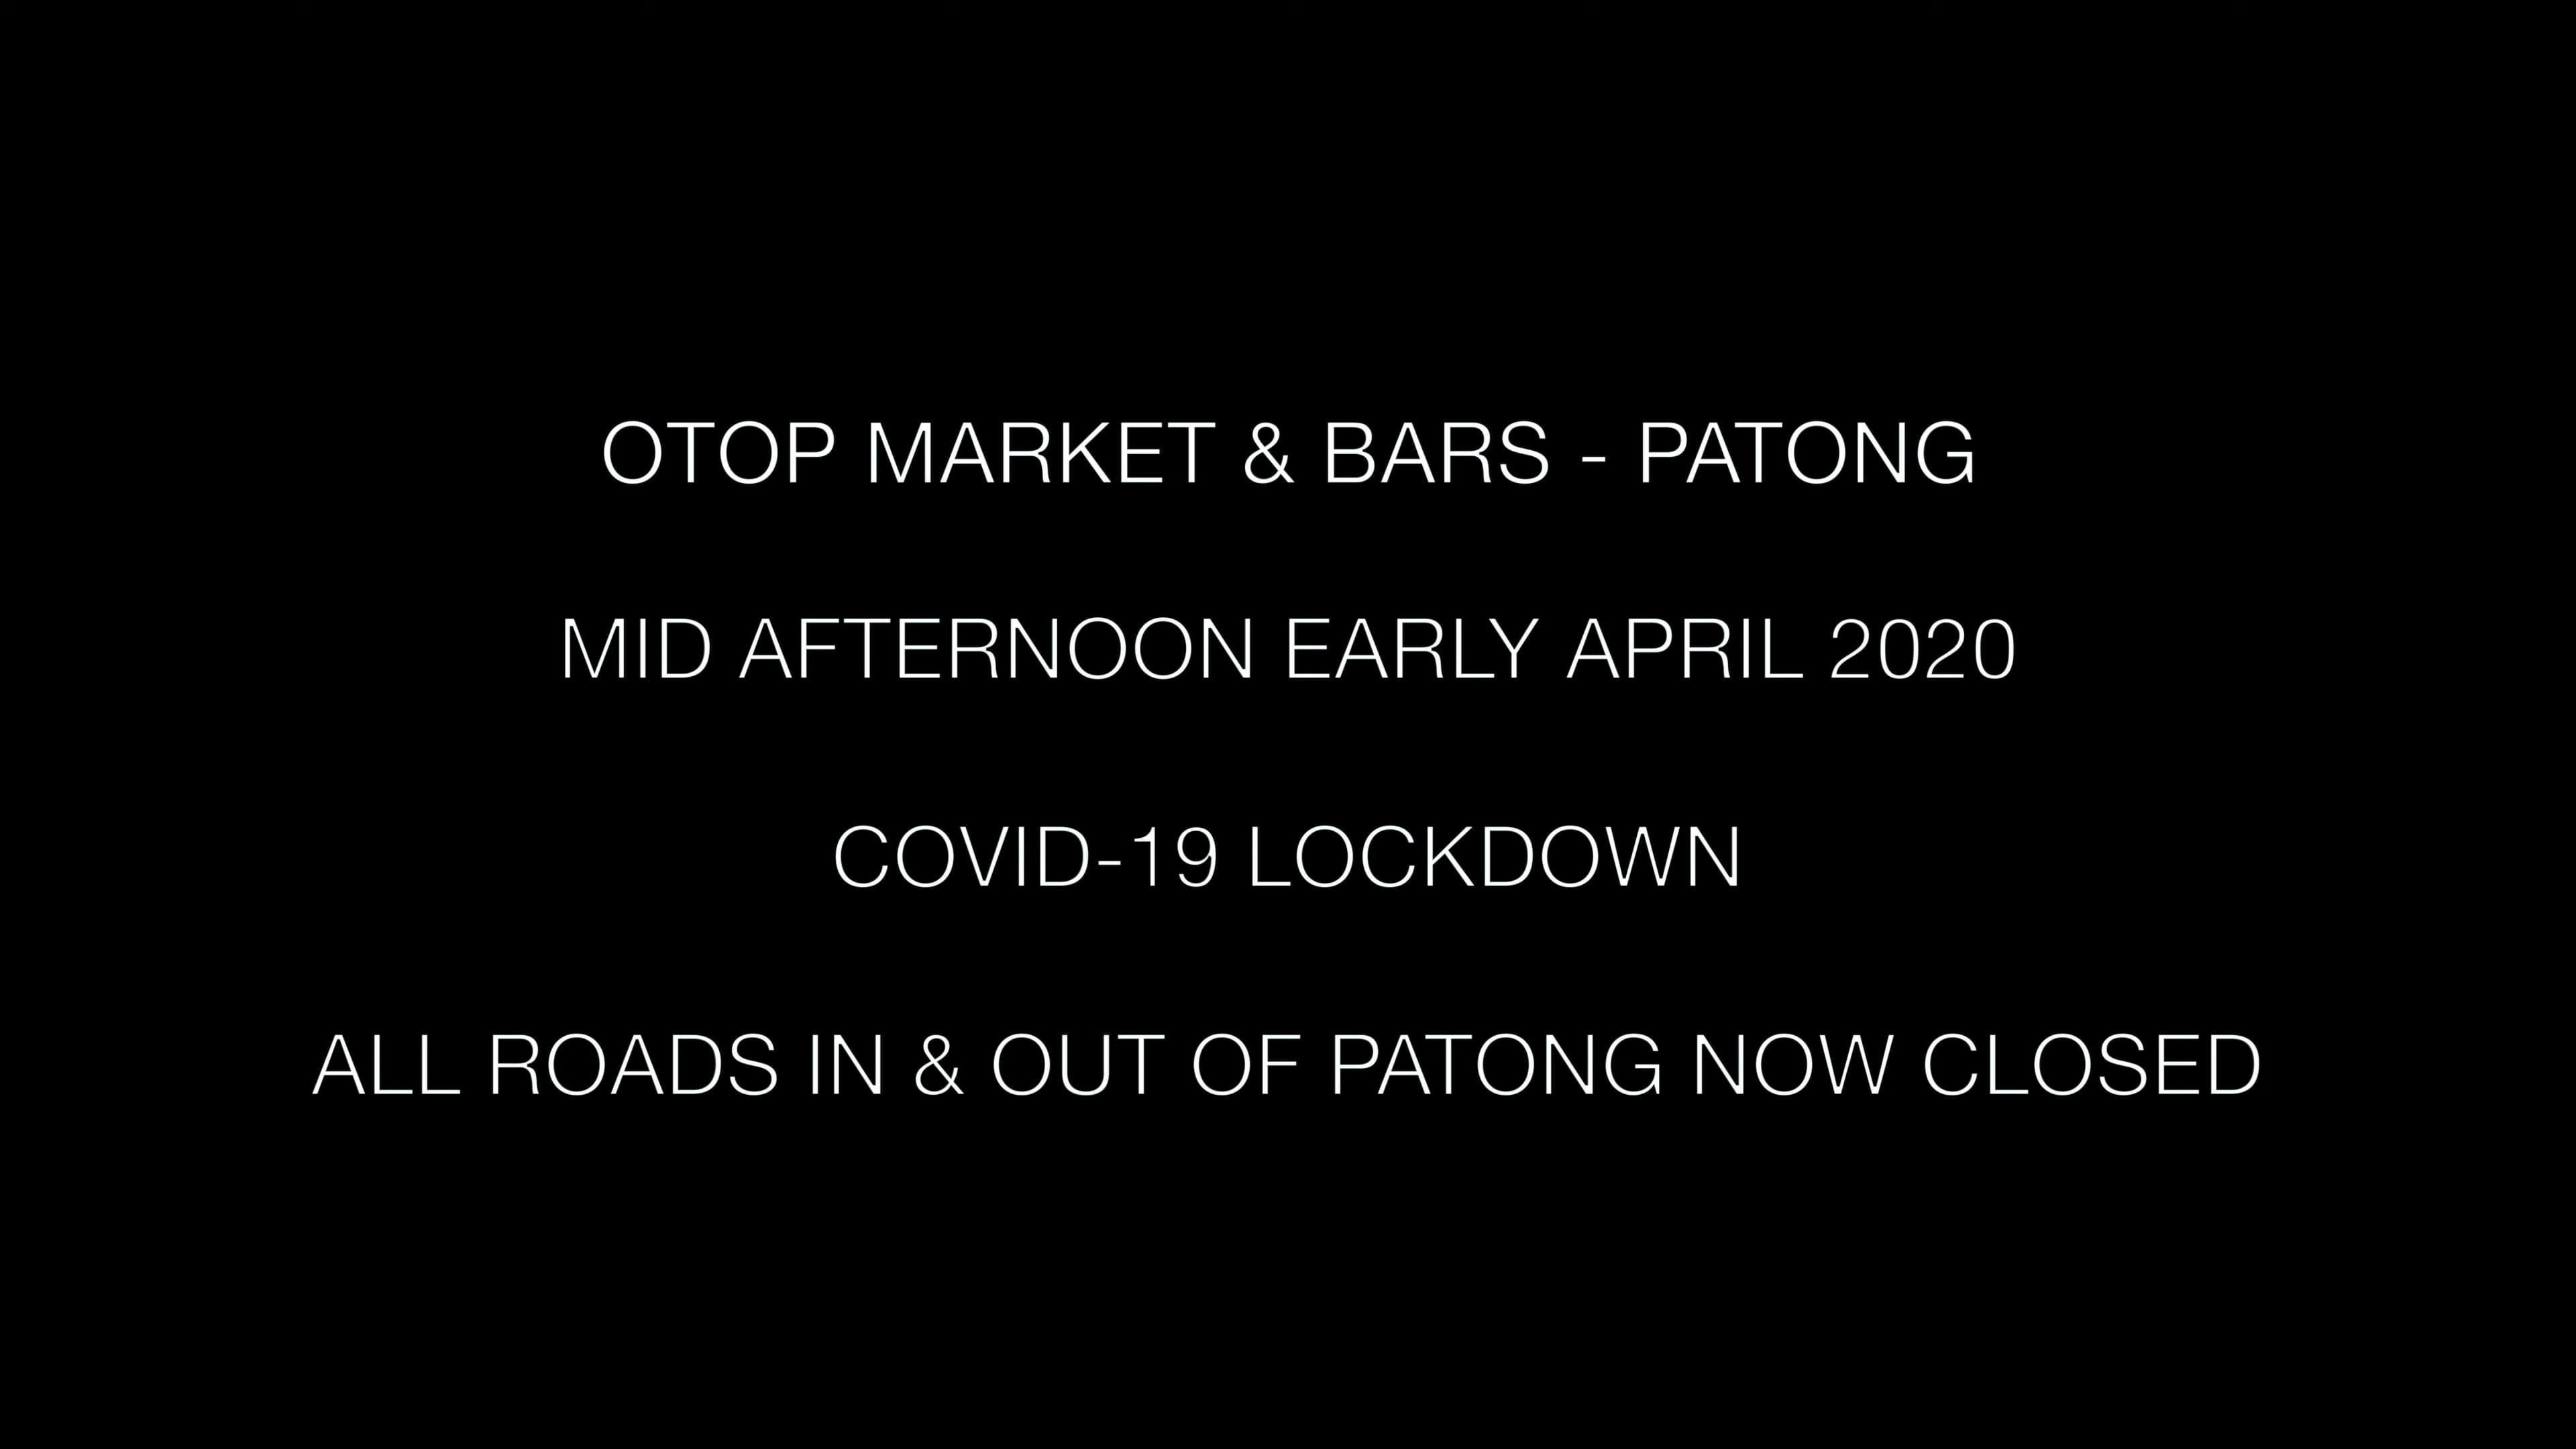 OTOP MARKET & BARS - PATONG
MID AFTERNOON EARLY APRIL 2020
COVID-19 LOCKDOWN
ALL ROADS IN & OUT OF PATONG NOW CLOSED